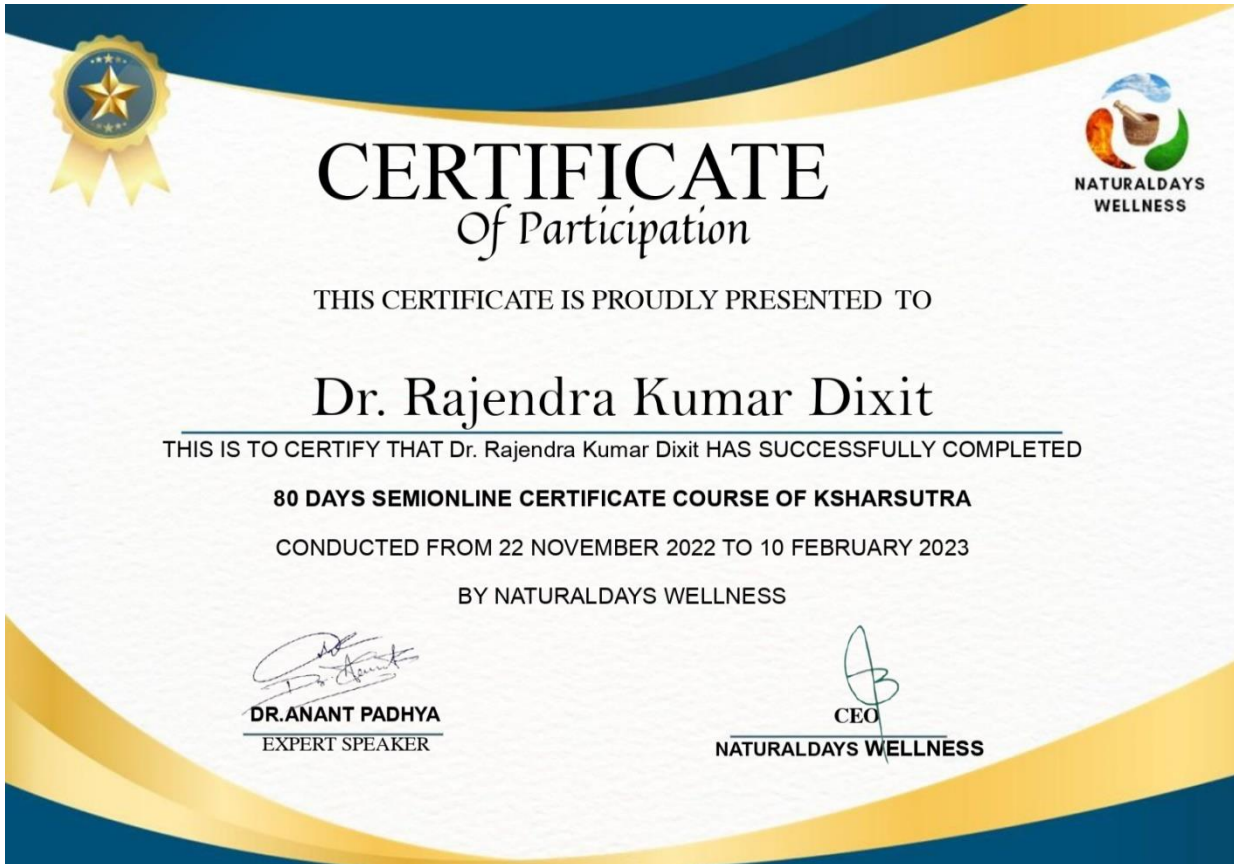 NATURALDAYS
WELLNESS
CERTIFICATE
Of Participation
THIS CERTIFICATE IS PROUDLY PRESENTED TO
Dr. Rajendra Kumar Dixit
THIS IS TO CERTIFY THAT Dr. Rajendra Kumar Dixit HAS SUCCESSFULLY COMPLETED
80 DAYS SEMIONLINE CERTIFICATE COURSE OF KSHARSUTRA
CONDUCTED FROM 22 NOVEMBER 2022 TO 10 FEBRUARY 2023
BY NATURALDAYS WELLNESS
DR.ANANT PADHYA
EXPERT SPEAKER
CEO
NATURALDAYS WELLNESS